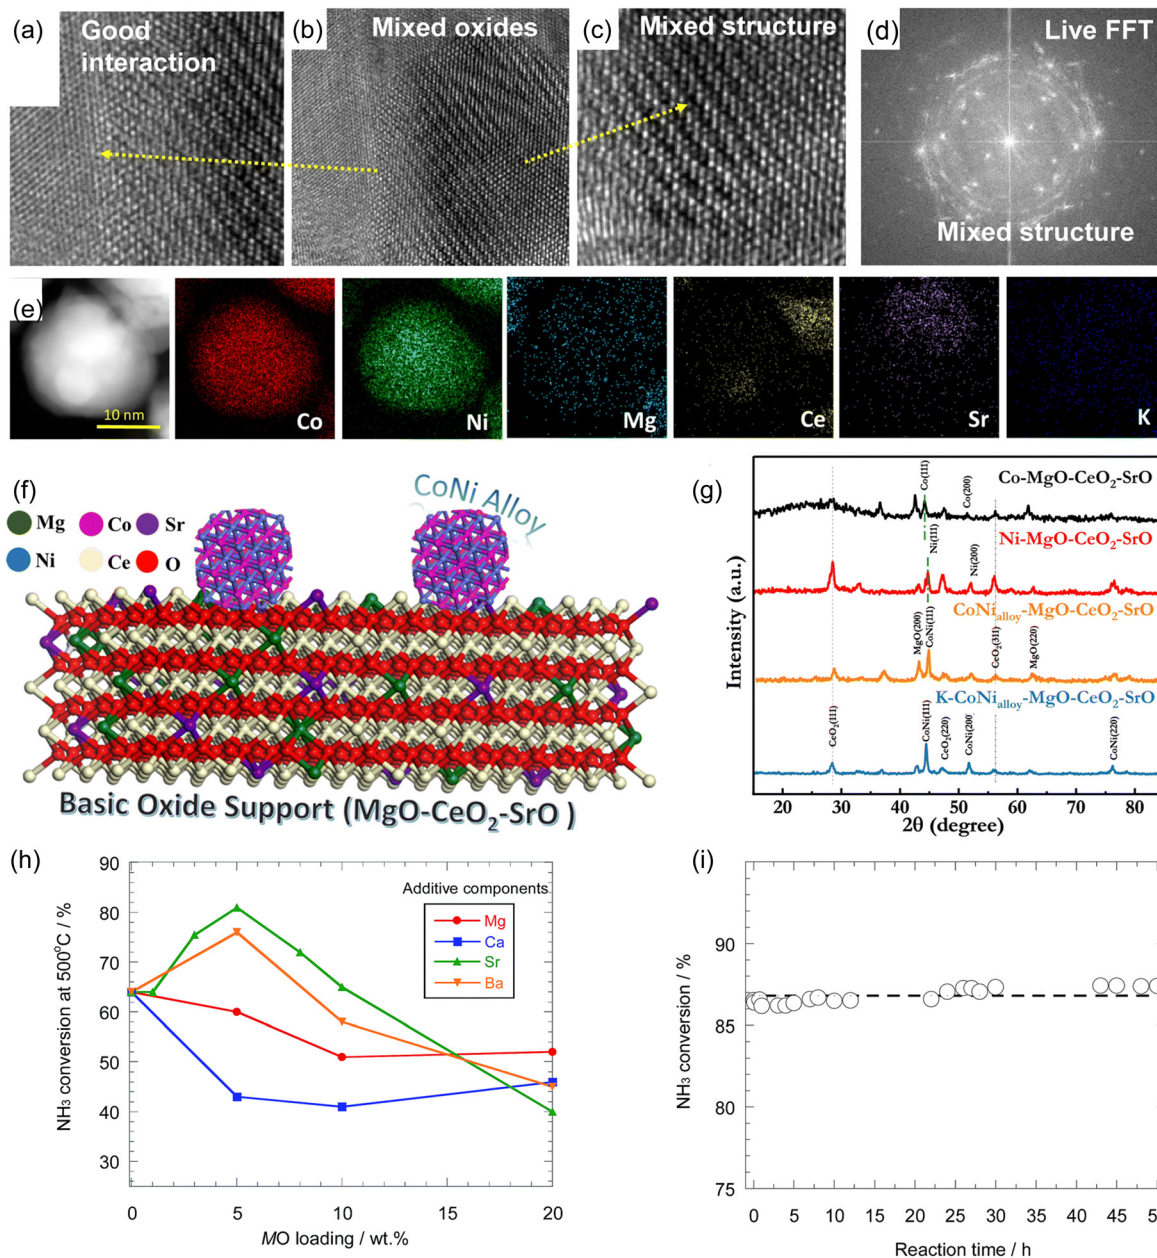 (a)
Good
interaction
(b)
Mixed oxides
(c)
Mixed structure
(d)
Live FFT
Mixed structure
(e)
10 nm
Co
Ni
Mg
Ce
Sr
K
(f)
CoNi Alloy
Mg
Co
Sr
Ni
Ce
O
Basic Oxide Support (MgO-CeO₂-SrO )
(g)
Co-MgO-CeO₂-SrO
Co(111)
Co(200)
Ni-MgO-CeO₂-SrO
Ni(111)
Ni(200)
CoNi_alloy-MgO-CeO₂-SrO
MgO(200)
CoNi(111)
CeO₂(311)
MgO(220)
K-CoNi_alloy-MgO-CeO₂-SrO
CeO₂(111)
CoNi(111)
CeO₂(220)
CoNi(200)
CoNi(220)
Intensity (a.u.)
20 30 40 50 60 70 80
2θ (degree)
(h)
90
80
70
60
50
40
30
NH₃ conversion at 500°C / %
Additive components
Mg
Ca
Sr
Ba
0 5 10 15 20
MO loading / wt.%
(i)
90
85
80
75
NH₃ conversion / %
0 5 10 15 20 25 30 35 40 45
Reaction time / h